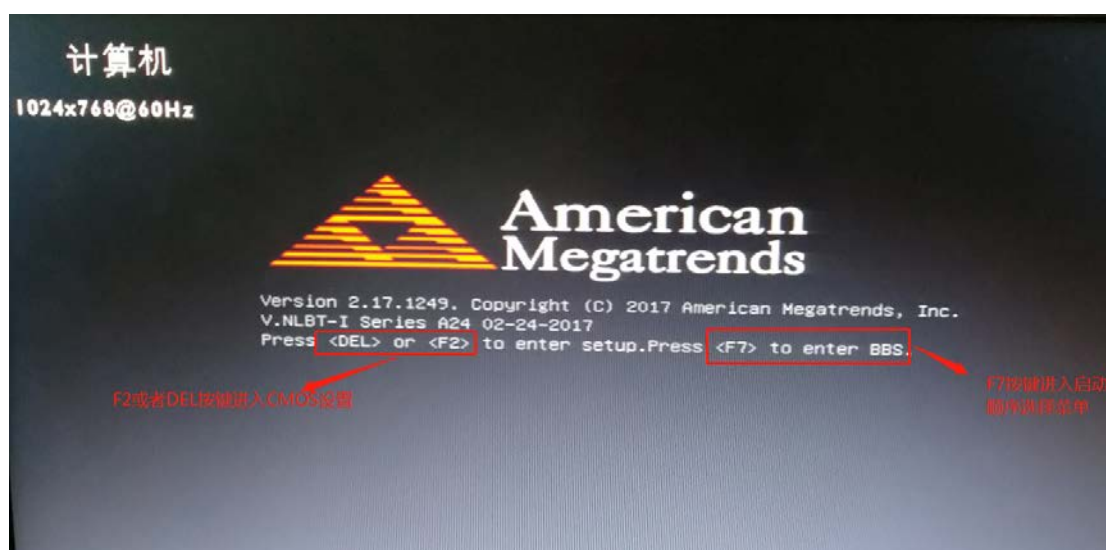 计算机
1024x768@60Hz
American
Megatrends
Version 2.17.1249. Copyright (C) 2017 American Megatrends, Inc.
V.NLBT-I Series A24 02-24-2017
Press <DEL> or <F2> to enter setup.Press <F7> to enter BBS.
F2或者DEL按键进入CMOS设置
F7按键进入启动
顺序选择菜单